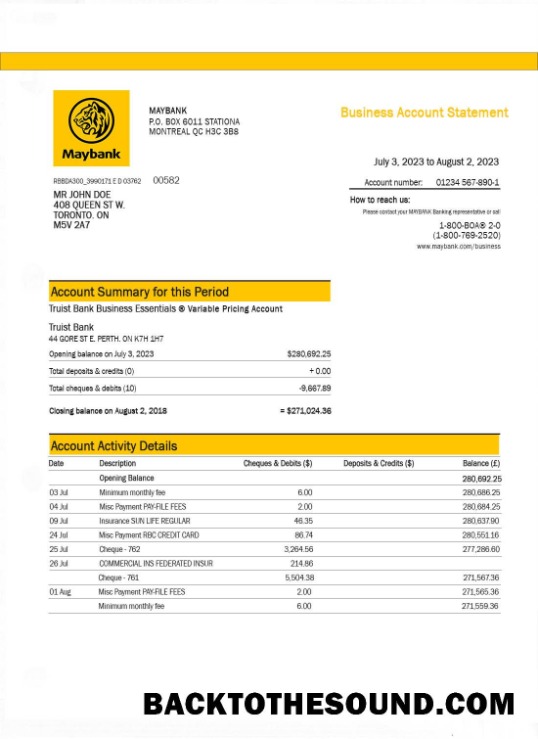 Maybank
MAYBANK
P.O. BOX 6011 STATIONA
MONTREAL QC H3C 3B8
Business Account Statement
July 3, 2023 to August 2, 2023
Account number: 01234 567-890-1
How to reach us:
Please contact your MAYBANK Banking representative or call
1-800-BOA® 2-0
(1-800-769-2520)
www.maybank.com/business
RBBDA300_3990171 E D 03762 00582
MR JOHN DOE
408 QUEEN ST W.
TORONTO. ON
M5V 2A7
Account Summary for this Period
Truist Bank Business Essentials ® Variable Pricing Account
Truist Bank
44 GORE ST E, PERTH. ON K7H 1H7
Opening balance on July 3, 2023 $280,692.25
Total deposits & credits (0) + 0.00
Total cheques & debits (10) -9,667.89
Closing balance on August 2, 2018 = $271,024.36
Account Activity Details
Date Description Cheques & Debits ($) Deposits & Credits ($) Balance (£)
Opening Balance 280,692.25
03 Jul Minimum monthly fee 6.00 280,686.25
04 Jul Misc Payment PAY-FILE FEES 2.00 280,684.25
09 Jul Insurance SUN LIFE REGULAR 46.35 280,637.90
24 Jul Misc Payment RBC CREDIT CARD 86.74 280,551.16
25 Jul Cheque - 762 3,264.56 277,286.60
26 Jul COMMERCIAL INS FEDERATED INSUR 214.86
Cheque - 761 5,504.38 271,567.36
01 Aug Misc Payment PAY-FILE FEES 2.00 271,565.36
Minimum monthly fee 6.00 271,559.36
BACKTOTHESOUND.COM